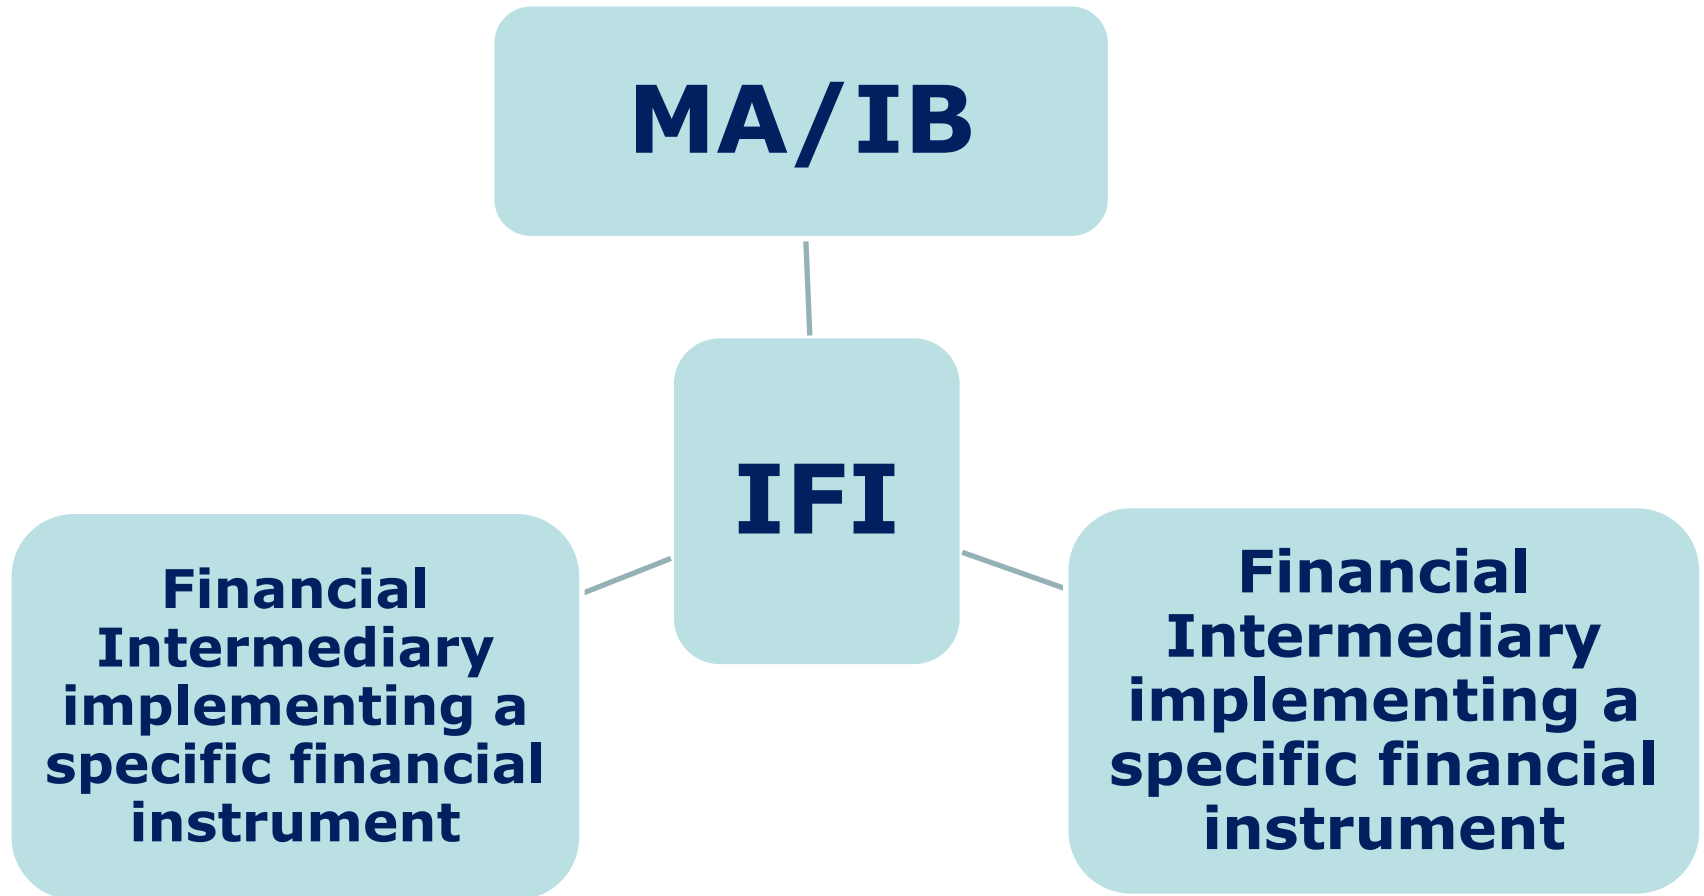 MA/IB
IFI
Financial
Intermediary
implementing a
specific financial
instrument
Financial
Intermediary
implementing a
specific financial
instrument